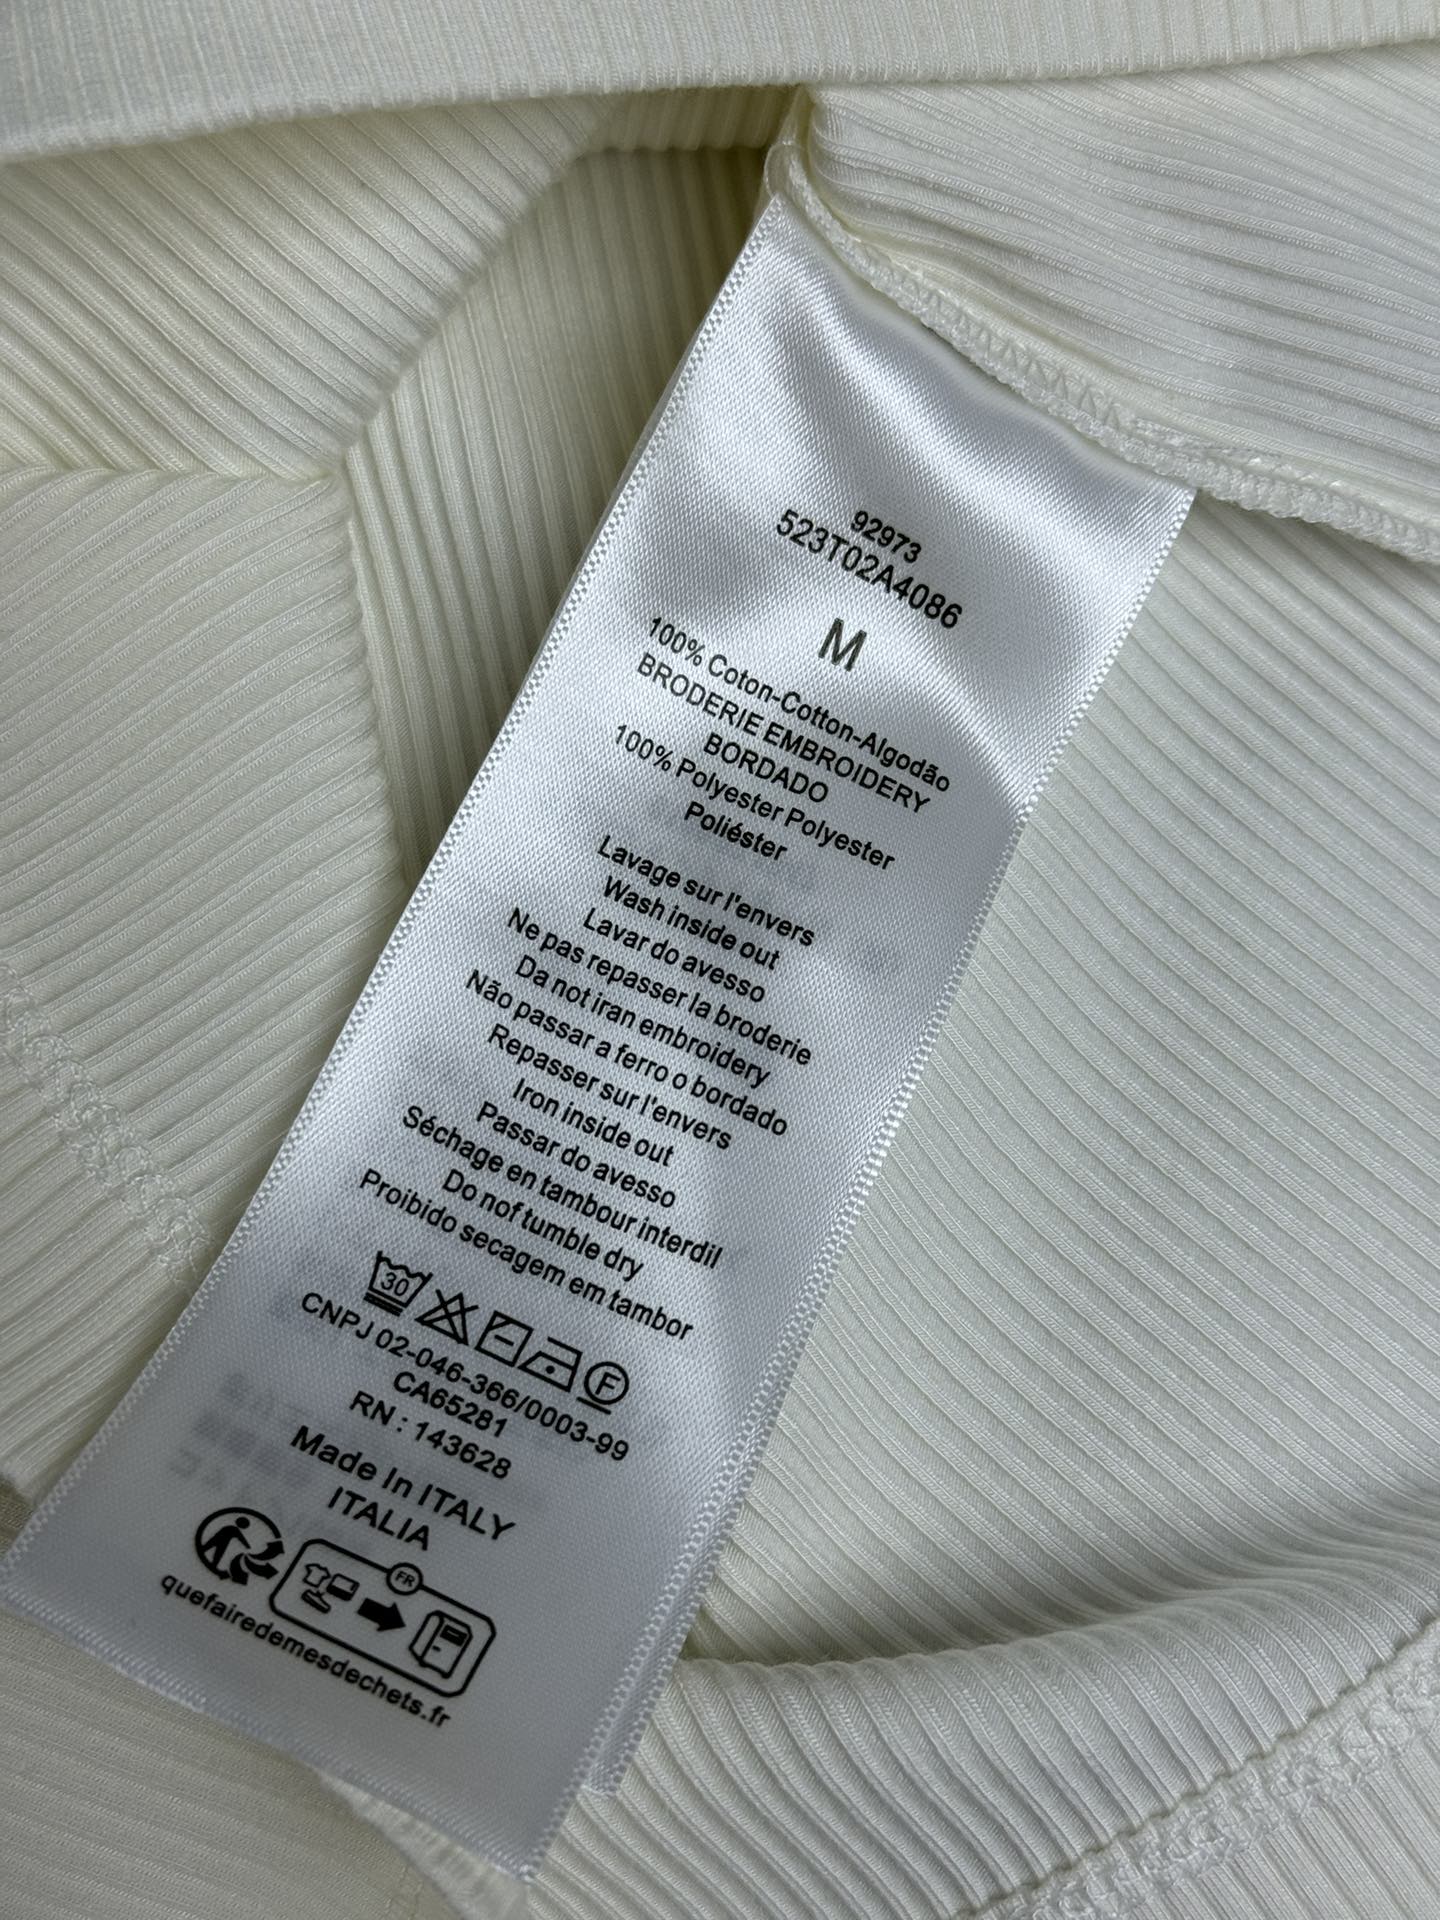 92973
523T02A4086
M
100% Coton-Cotton-Algodão
BRODERIE EMBROIDERY
BORDADO
100% Polyester Polyester
Poliéster
Lavage sur l'envers
Wash inside out
Lavar do avesso
Ne pas repasser la broderie
Da not iran embroidery
Não passar a ferro o bordado
Repasser sur l'envers
Iron inside out
Passar do avesso
Séchage en tambour interdil
Do nof tumble dry
Proibido secagem em tambor
30
F
CNPJ 02-046-366/0003-99
CA65281
RN : 143628
Made In ITALY
ITALIA
FR
quefairedemesdechets.fr